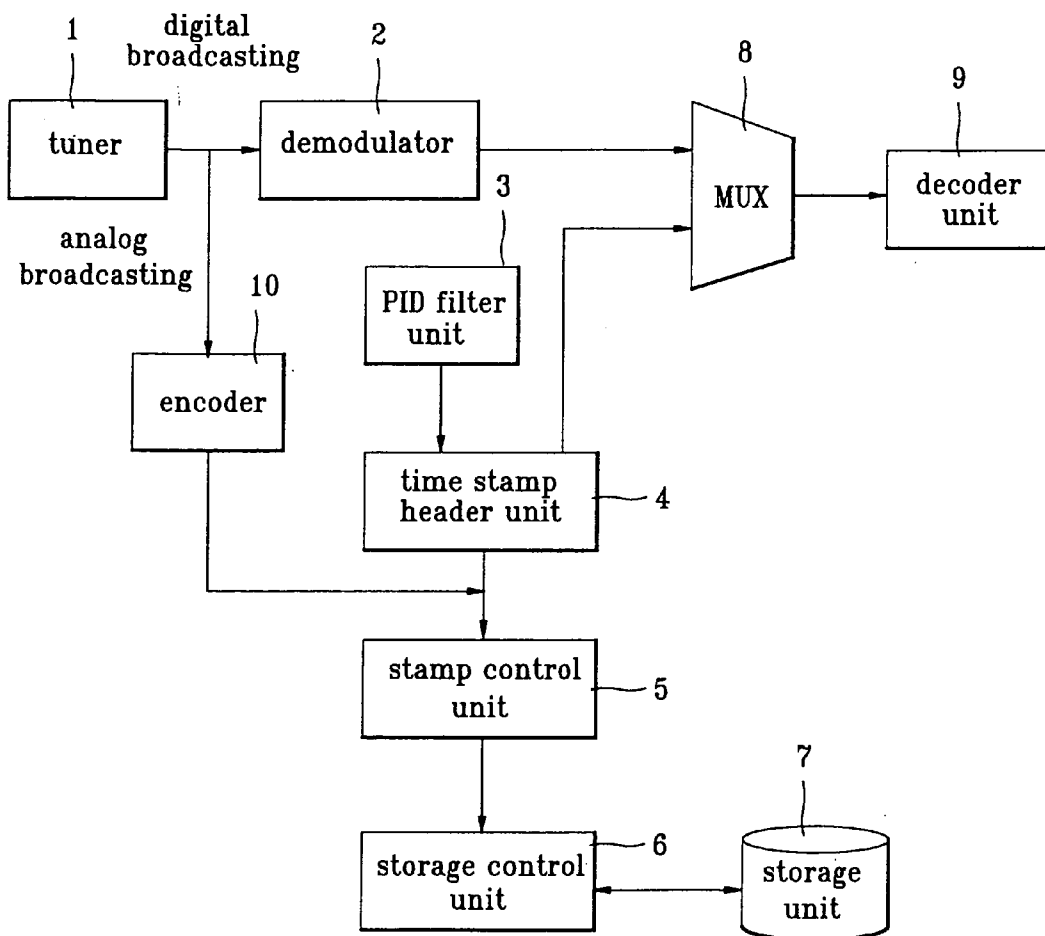 digital
broadcasting
1
2
8
9
tuner
demodulator
MUX
decoder
unit
3
analog
broadcasting
10
PID filter
unit
encoder
time stamp
header unit
4
stamp control
unit
5
7
storage control
unit
6
storage
unit